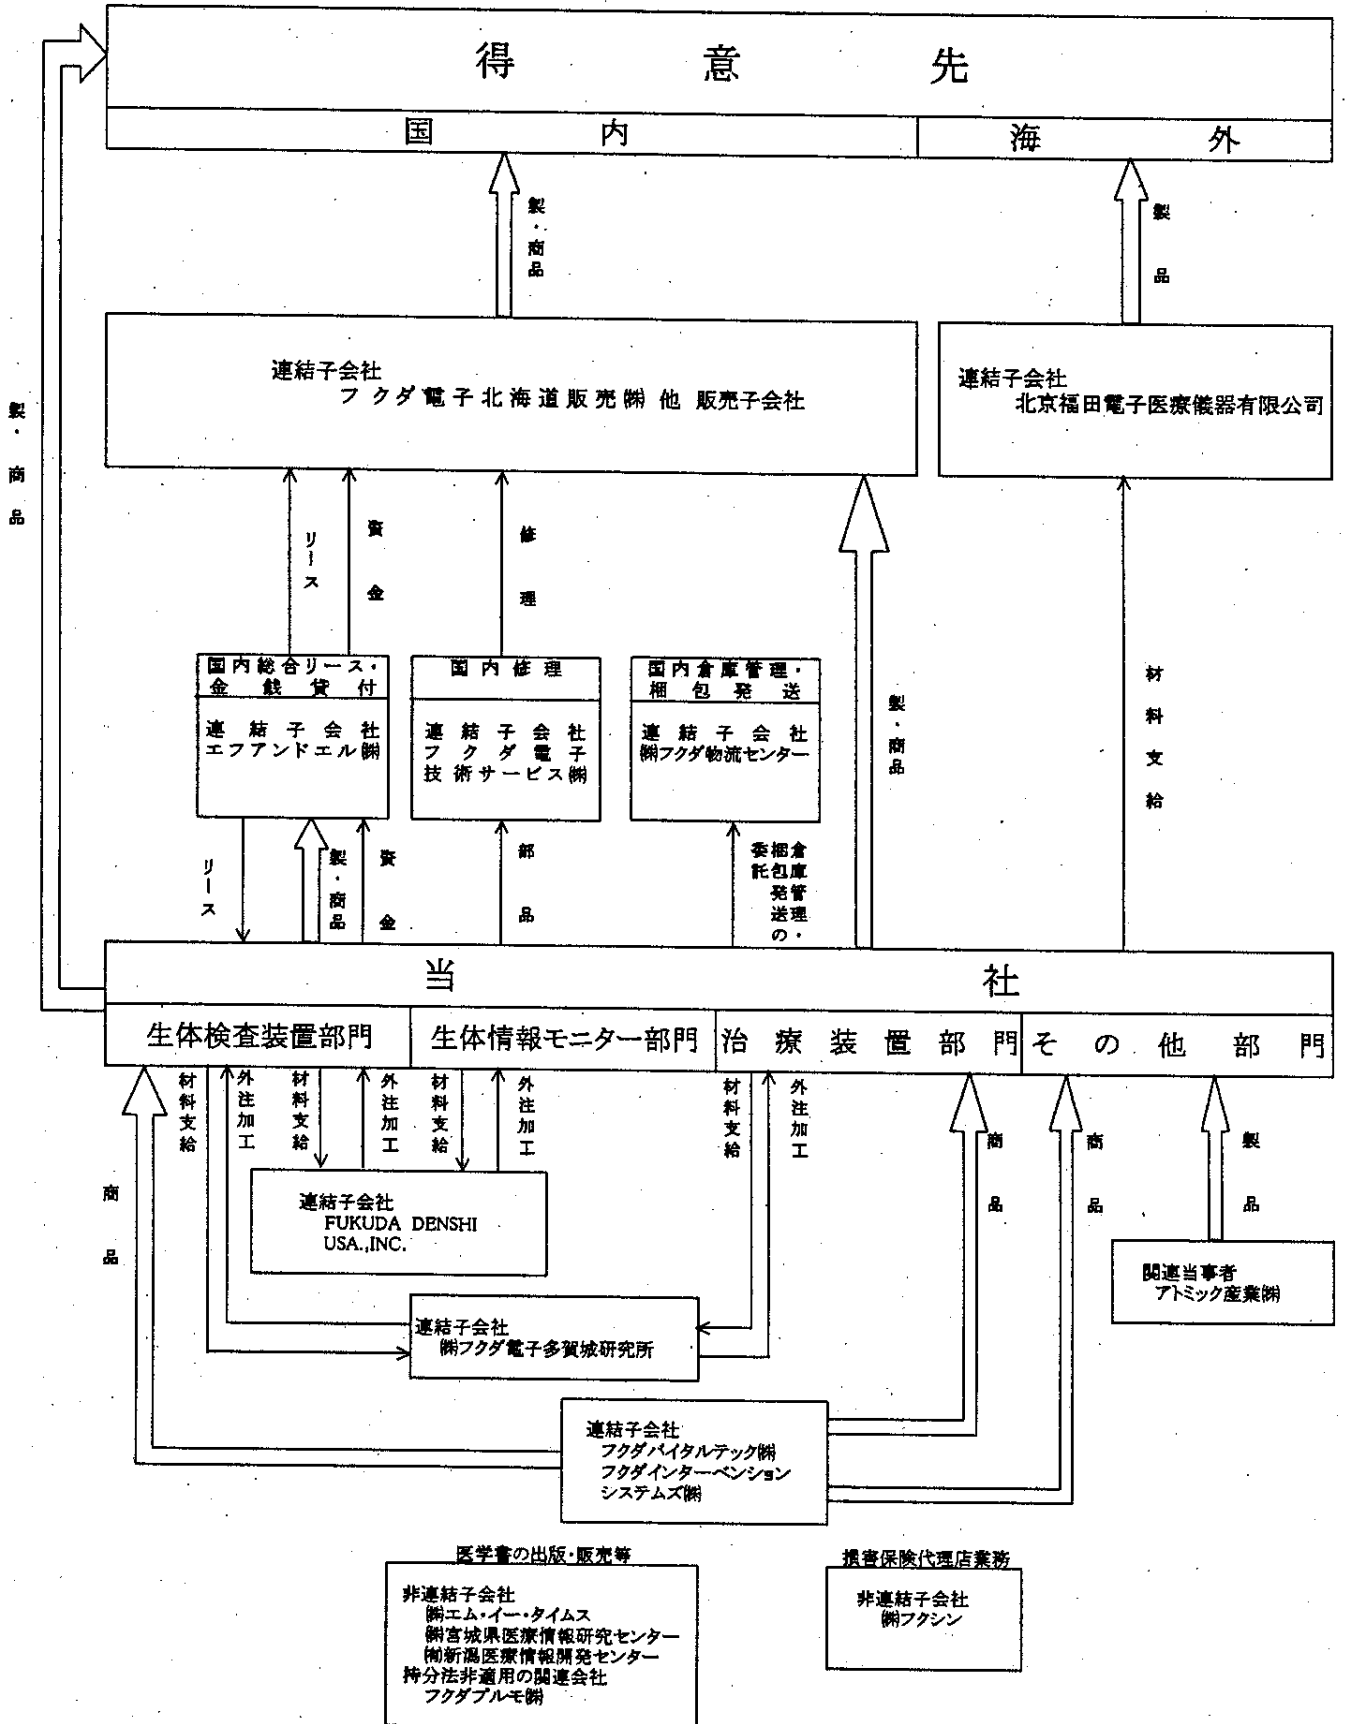 得意先
国内
海外
製・商品
製品
製・商品
連結子会社
フクダ電子北海道販売㈱他 販売子会社
連結子会社
北京福田電子医療儀器有限公司
リース
資金
修理
国内総合リース・
金銭貸付
連結子会社
エフアンドエル㈱
国内修理
連結子会社
フクダ電子
技術サービス㈱
国内倉庫管理・
梱包発送
連結子会社
㈱フクダ物流センター
製・商品
材料支給
リース
製・商品
資金
部品
倉庫管理・
梱包発送の
委託
当社
生体検査装置部門
生体情報モニター部門
治療装置部門
その他部門
材料支給
外注加工
材料支給
外注加工
材料支給
外注加工
材料支給
外注加工
商品
商品
製品
商品
連結子会社
FUKUDA DENSHI
USA.,INC.
関連当事者
アトミック産業㈱
連結子会社
㈱フクダ電子多賀城研究所
連結子会社
フクダバイタルテック㈱
フクダインターベンション
システムズ㈱
医学書の出版・販売等
非連結子会社
㈱エム・イー・タイムス
㈱宮城県医療情報研究センター
㈲新潟医療情報開発センター
持分法非適用の関連会社
フクダプルモ㈱
損害保険代理店業務
非連結子会社
㈱フクシン